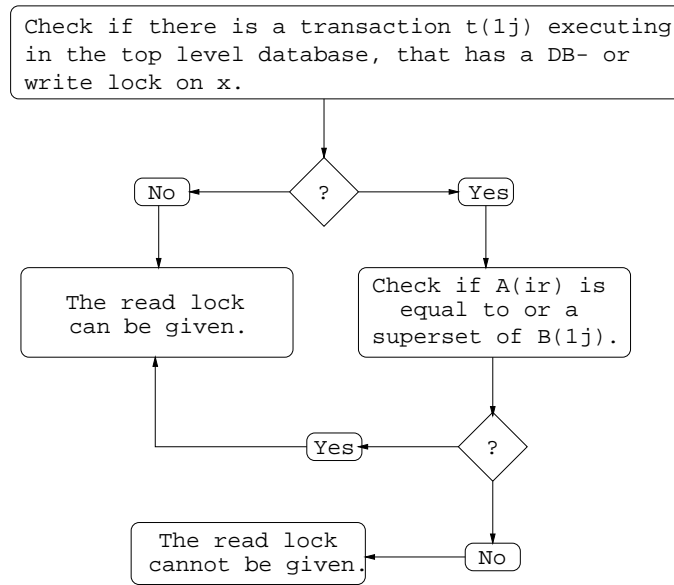 Check if there is a transaction t(1j) executing
in the top level database, that has a DB- or
write lock on x.
No
?
Yes
The read lock
can be given.
Check if A(ir) is
equal to or a
superset of B(1j).
Yes
?
The read lock
cannot be given.
No